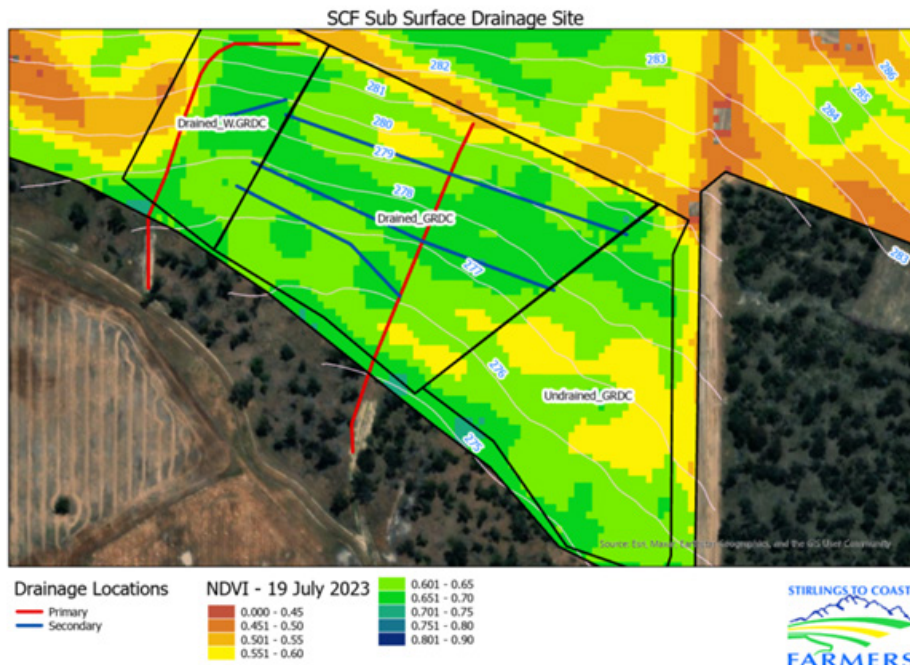 SCF Sub Surface Drainage Site
282
283
286
285
284
281
280
279
278
277
276
275
283
Drained_W.GRDC
Drained_GRDC
Undrained_GRDC
Source: Esri, Maxar, Earthstar Geographics, and the GIS User Community
Drainage Locations
Primary
Secondary
NDVI - 19 July 2023
0.000 - 0.45
0.451 - 0.50
0.501 - 0.55
0.551 - 0.60
0.601 - 0.65
0.651 - 0.70
0.701 - 0.75
0.751 - 0.80
0.801 - 0.90
STIRLINGS TO COAST
FARMERS